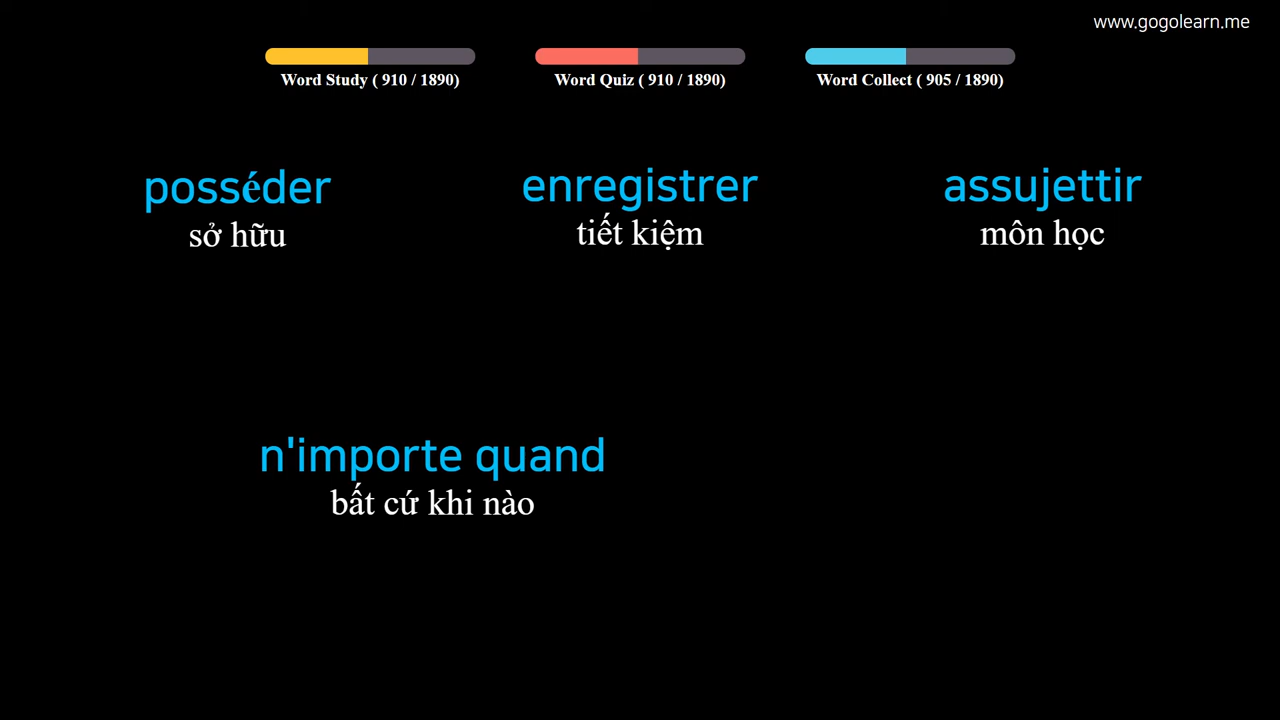 www.gogolearn.me
Word Study ( 910 / 1890)
Word Quiz ( 910 / 1890)
Word Collect ( 905 / 1890)
posséder
sở hữu
enregistrer
tiết kiệm
assujettir
môn học
n'importe quand
bất cứ khi nào